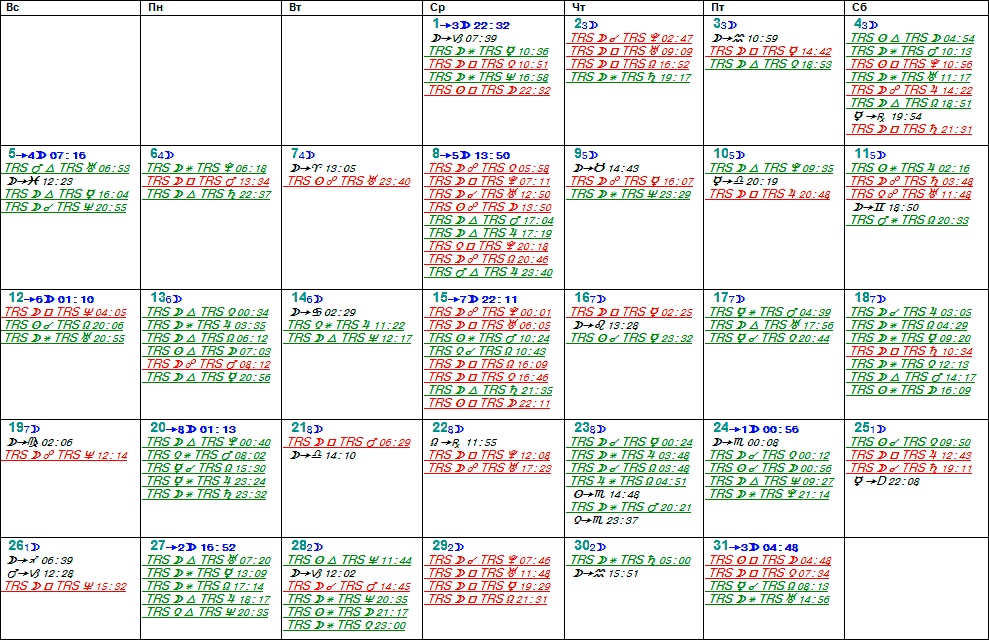 Вс Пн Вт Ср Чт Пт Сб
1→3☽ 22:32
☽→♑ 07:39
TRS ☽ ⚹ TRS ☿ 10:36
TRS ☽ □ TRS ♀ 10:51
TRS ☽ ⚹ TRS ♆ 16:58
TRS ☉ □ TRS ☽ 22:32
2 3☽
TRS ☽ ☌ TRS ♇ 02:47
TRS ☽ □ TRS ♅ 09:09
TRS ☽ □ TRS ☊ 16:52
TRS ☽ ⚹ TRS ♄ 19:17
3 3☽
☽→♒ 10:59
TRS ☽ □ TRS ☿ 14:42
TRS ☽ △ TRS ♀ 18:53
4 3☽
TRS ☉ △ TRS ☽ 04:54
TRS ☽ ⚹ TRS ♂ 10:13
TRS ☉ □ TRS ♇ 10:56
TRS ☽ ⚹ TRS ♅ 11:17
TRS ☽ ☍ TRS ♃ 14:22
TRS ☽ △ TRS ☊ 18:51
☿→℞ 19:54
TRS ☽ □ TRS ♄ 21:31
5→4☽ 07:16
TRS ♂ △ TRS ♅ 06:53
☽→♓ 12:23
TRS ☽ △ TRS ☿ 16:04
TRS ☽ ☌ TRS ♆ 20:55
6 4☽
TRS ☽ ⚹ TRS ♇ 06:18
TRS ☽ □ TRS ♂ 13:34
TRS ☽ △ TRS ♄ 22:37
7 4☽
☽→♈ 13:05
TRS ☉ ☍ TRS ♅ 23:40
8→5☽ 13:50
TRS ☽ ☍ TRS ♀ 05:58
TRS ☽ □ TRS ♇ 07:11
TRS ☽ ☌ TRS ♅ 12:50
TRS ☉ ☍ TRS ☽ 13:50
TRS ☽ △ TRS ♂ 17:04
TRS ☽ △ TRS ♃ 17:19
TRS ♀ □ TRS ♇ 20:18
TRS ☽ ☍ TRS ☊ 20:46
TRS ♂ △ TRS ♃ 23:40
9 5☽
☽→♉ 14:43
TRS ☽ ☍ TRS ☿ 16:07
TRS ☽ ⚹ TRS ♆ 23:29
10 5☽
TRS ☽ △ TRS ♇ 09:35
☿→♎ 20:19
TRS ☽ □ TRS ♃ 20:48
11 5☽
TRS ☉ ⚹ TRS ♃ 02:16
TRS ☽ ☍ TRS ♄ 03:48
TRS ♀ ☍ TRS ♅ 11:48
☽→♊ 18:50
TRS ♂ ⚹ TRS ☊ 20:33
12→6☽ 01:10
TRS ☽ □ TRS ♆ 04:05
TRS ☉ ☌ TRS ☊ 20:06
TRS ☽ ⚹ TRS ♅ 20:55
13 6☽
TRS ☽ △ TRS ♀ 00:34
TRS ☽ ⚹ TRS ♃ 03:35
TRS ☽ △ TRS ☊ 06:12
TRS ☉ △ TRS ☽ 07:03
TRS ☽ ☍ TRS ♂ 08:12
TRS ☽ △ TRS ☿ 20:56
14 6☽
☽→♋ 02:29
TRS ♀ ⚹ TRS ♃ 11:22
TRS ☽ △ TRS ♆ 12:17
15→7☽ 22:11
TRS ☽ ☍ TRS ♇ 00:01
TRS ☽ □ TRS ♅ 06:05
TRS ☉ ⚹ TRS ♂ 10:24
TRS ♀ ☌ TRS ☊ 10:43
TRS ☽ □ TRS ☊ 16:09
TRS ☽ □ TRS ♀ 16:46
TRS ☽ △ TRS ♄ 21:35
TRS ☉ □ TRS ☽ 22:11
16 7☽
TRS ☽ □ TRS ☿ 02:25
☽→♌ 13:28
TRS ☉ ☌ TRS ☿ 23:32
17 7☽
TRS ☿ ⚹ TRS ♂ 04:39
TRS ☽ △ TRS ♅ 17:56
TRS ☿ ☌ TRS ♀ 20:44
18 7☽
TRS ☽ ☌ TRS ♃ 03:05
TRS ☽ ⚹ TRS ☊ 04:29
TRS ☽ ⚹ TRS ☿ 09:20
TRS ☽ □ TRS ♄ 10:34
TRS ☽ ⚹ TRS ♀ 12:13
TRS ☽ △ TRS ♂ 14:17
TRS ☉ ⚹ TRS ☽ 16:09
19 7☽
☽→♍ 02:06
TRS ☽ ☍ TRS ♆ 12:14
20→8☽ 01:13
TRS ☽ △ TRS ♇ 00:40
TRS ♀ ⚹ TRS ♂ 08:02
TRS ☿ ☌ TRS ☊ 15:30
TRS ☿ ⚹ TRS ♃ 23:24
TRS ☽ ⚹ TRS ♄ 23:32
21 8☽
TRS ☽ □ TRS ♂ 06:29
☽→♎ 14:10
22 8☽
☊→℞ 11:55
TRS ☽ □ TRS ♇ 12:08
TRS ☽ ☍ TRS ♅ 17:23
23 8☽
TRS ☽ ☌ TRS ☿ 00:24
TRS ☽ ⚹ TRS ♃ 03:48
TRS ☽ ☌ TRS ☊ 03:48
TRS ♃ ⚹ TRS ☊ 04:51
☉→♏ 14:48
TRS ☽ ⚹ TRS ♂ 20:21
♀→♏ 23:37
24→1☽ 00:56
☽→♏ 00:08
TRS ☽ ☌ TRS ♀ 00:12
TRS ☉ ☌ TRS ☽ 00:56
TRS ☽ △ TRS ♆ 09:27
TRS ☽ ⚹ TRS ♇ 21:14
25 1☽
TRS ☉ ☌ TRS ♀ 09:50
TRS ☽ □ TRS ♃ 12:43
TRS ☽ ☌ TRS ♄ 19:11
☿→D 22:08
26 1☽
☽→♐ 06:39
♂→♑ 12:28
TRS ☽ □ TRS ♆ 15:32
27→2☽ 16:52
TRS ☽ △ TRS ♅ 07:20
TRS ☽ ⚹ TRS ☿ 13:09
TRS ☽ ⚹ TRS ☊ 17:14
TRS ☽ △ TRS ♃ 18:17
TRS ♀ △ TRS ♆ 20:35
28 2☽
TRS ☉ △ TRS ♆ 11:44
☽→♑ 12:02
TRS ☽ ☌ TRS ♂ 14:45
TRS ☽ ⚹ TRS ♆ 20:35
TRS ☉ ⚹ TRS ☽ 21:17
TRS ☽ ⚹ TRS ♀ 23:00
29 2☽
TRS ☽ ☌ TRS ♇ 07:46
TRS ☽ □ TRS ♅ 11:48
TRS ☽ □ TRS ☿ 19:29
TRS ☽ □ TRS ☊ 21:31
30 2☽
TRS ☽ ⚹ TRS ♄ 05:00
☽→♒ 15:51
31→3☽ 04:48
TRS ☉ □ TRS ☽ 04:48
TRS ☽ □ TRS ♀ 07:34
TRS ☿ ☌ TRS ☊ 08:13
TRS ☽ ⚹ TRS ♅ 14:56